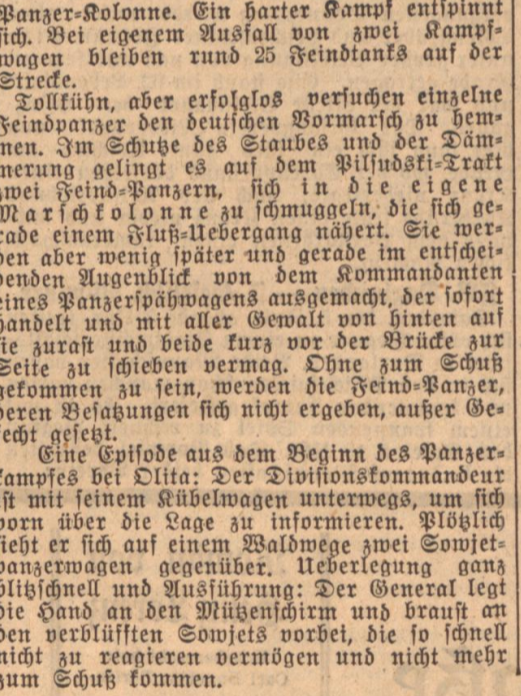 Panzer-Kolonne. Ein harter Kampf entspinnt
sich. Bei eigenem Ausfall von zwei Kampf-
wagen bleiben rund 25 Feindtanks auf der
Strecke.
Tollkühn, aber erfolglos versuchen einzelne
Feindpanzer den deutschen Vormarsch zu hem-
men. Im Schutze des Staubes und der Däm-
merung gelingt es auf dem Pilsudski-Trakt
zwei Feind-Panzern, sich in die eigene
Marschkolonne zu schmuggeln, die sich ge-
rade einem Fluß-Uebergang nähert. Sie wer-
den aber wenig später und gerade im entschei-
denden Augenblick von dem Kommandanten
eines Panzerspähwagens ausgemacht, der sofort
handelt und mit aller Gewalt von hinten auf
sie zurast und beide kurz vor der Brücke zur
Seite zu schieben vermag. Ohne zum Schuß
gekommen zu sein, werden die Feind-Panzer,
deren Besatzungen sich nicht ergeben, außer Ge-
fecht gesetzt.
Eine Episode aus dem Beginn des Panzer-
kampfes bei Olita: Der Divisionskommandeur
ist mit seinem Kübelwagen unterwegs, um sich
vorn über die Lage zu informieren. Plötzlich
sieht er sich auf einem Waldwege zwei Sowjet-
panzerwagen gegenüber. Ueberlegung ganz
blitzschnell und Ausführung: Der General legt
die Hand an den Mützenschirm und braust an
den verblüfften Sowjets vorbei, die so schnell
nicht zu reagieren vermögen und nicht mehr
zum Schuß kommen.